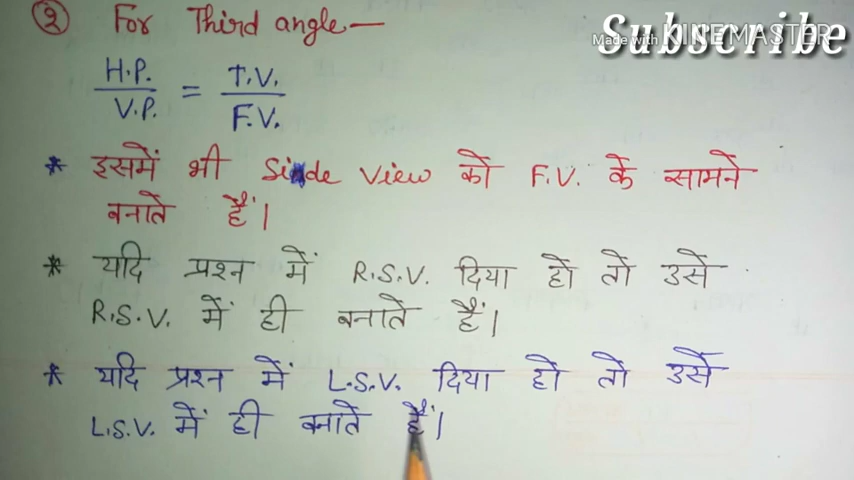 Subscribe
Made with KINEMASTER
२ For Third angle—
H.P. / V.P. = T.V. / F.V.
* इसमें भी Side View को F.V. के सामने
बनाते हैं।
* यदि प्रश्न में R.S.V. दिया हो तो उसे
R.S.V. में ही बनाते हैं।
* यदि प्रश्न में L.S.V. दिया हो तो उसे
L.S.V. में ही बनाते हैं।